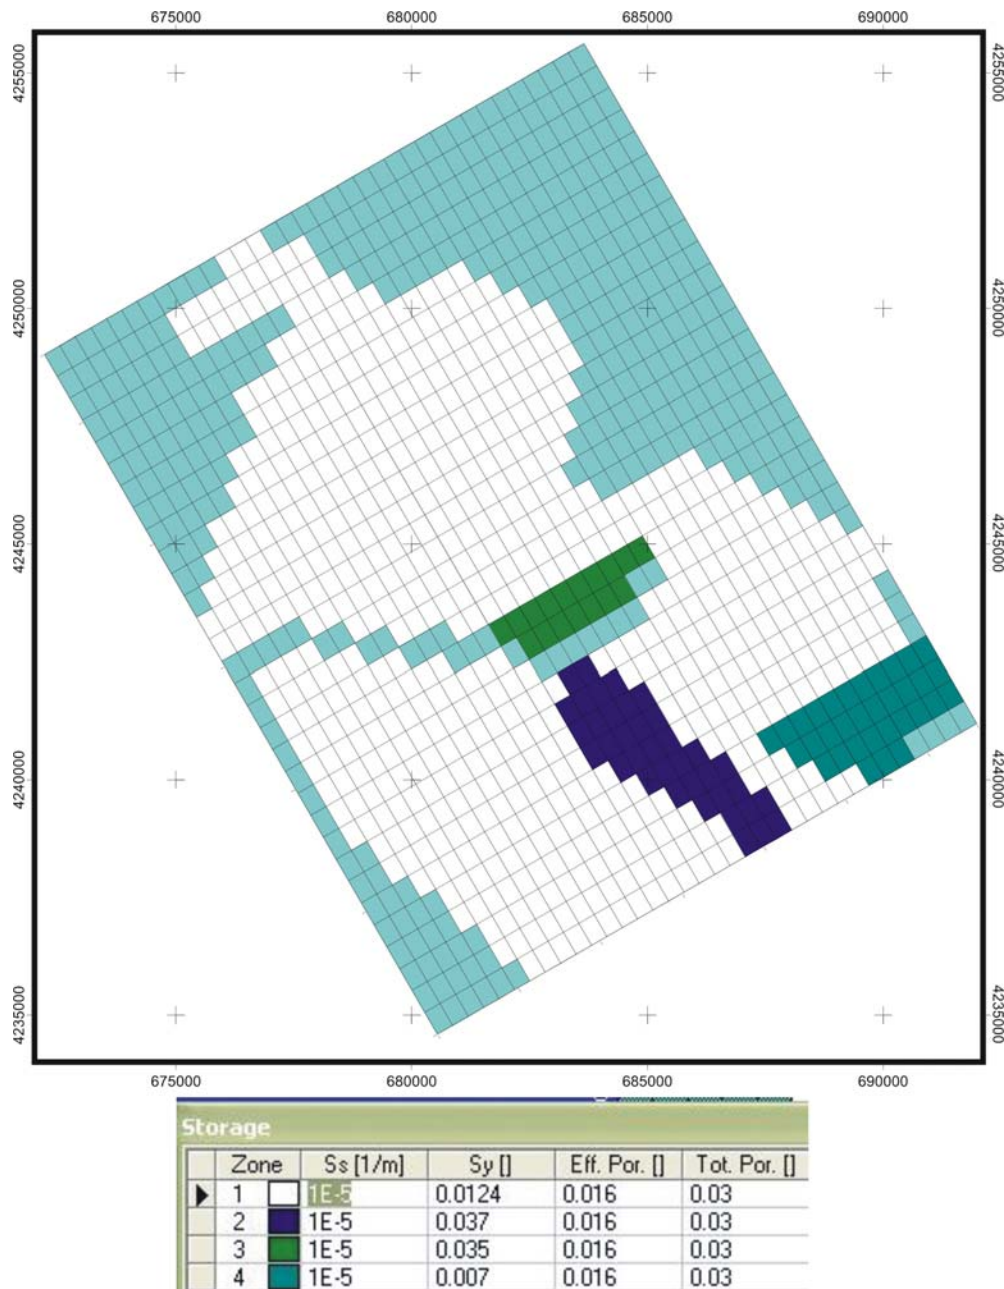 675000 680000 685000 690000
4255000 4255000
4250000 4250000
4245000 4245000
4240000 4240000
4235000 4235000
675000 680000 685000 690000
Storage
Zone Ss [1/m] Sy [] Eff. Por. [] Tot. Por. []
1 1E-5 0.0124 0.016 0.03
2 1E-5 0.037 0.016 0.03
3 1E-5 0.035 0.016 0.03
4 1E-5 0.007 0.016 0.03